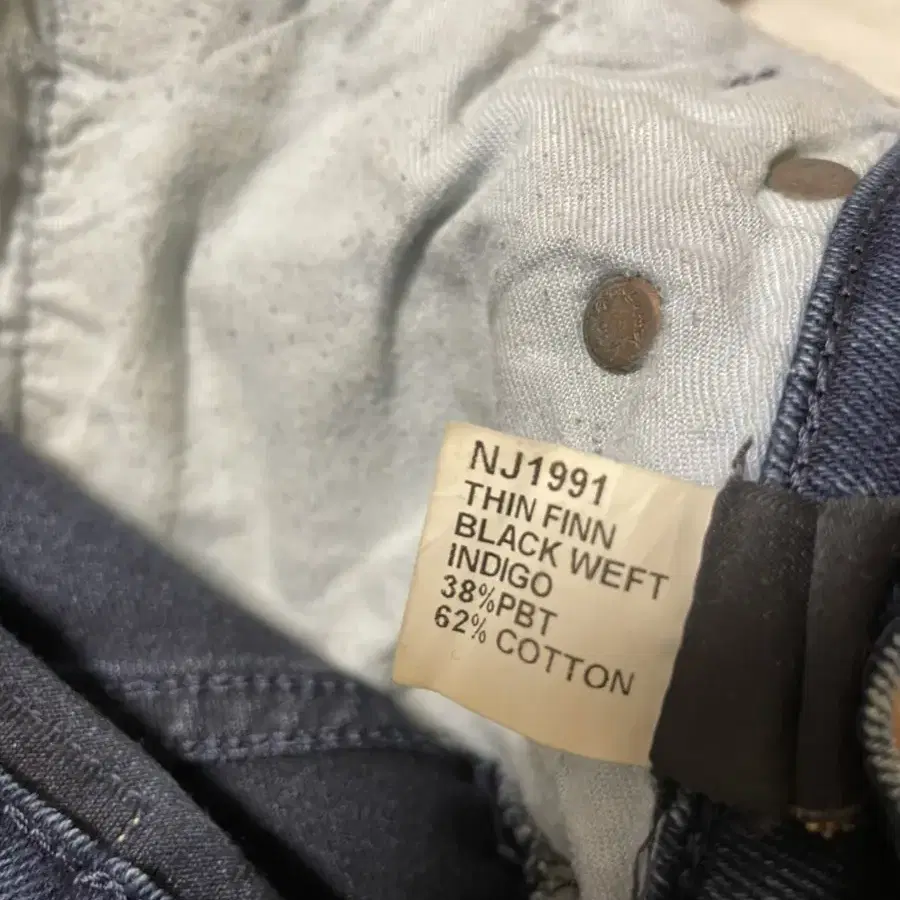 NJ1991
THIN FINN
BLACK WEFT
INDIGO
38%PBT
62% COTTON